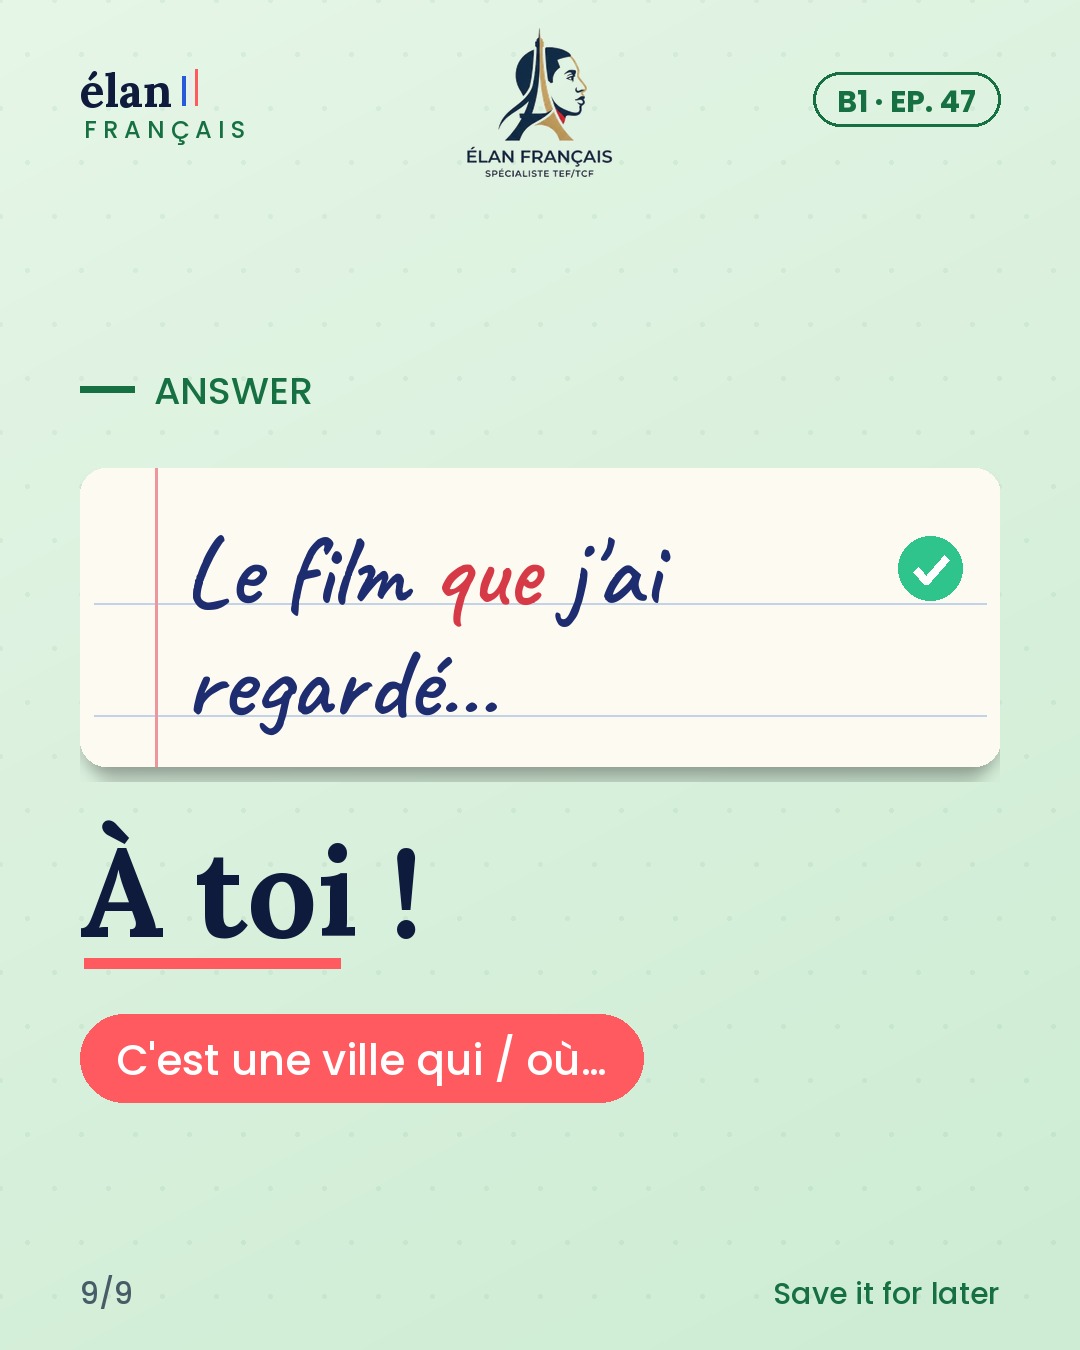 élan
FRANÇAIS
ÉLAN FRANÇAIS
SPÉCIALISTE TEF/TCF
B1 · EP. 47
ANSWER
Le film que j'ai
regardé...
À toi !
C'est une ville qui / où...
9/9
Save it for later